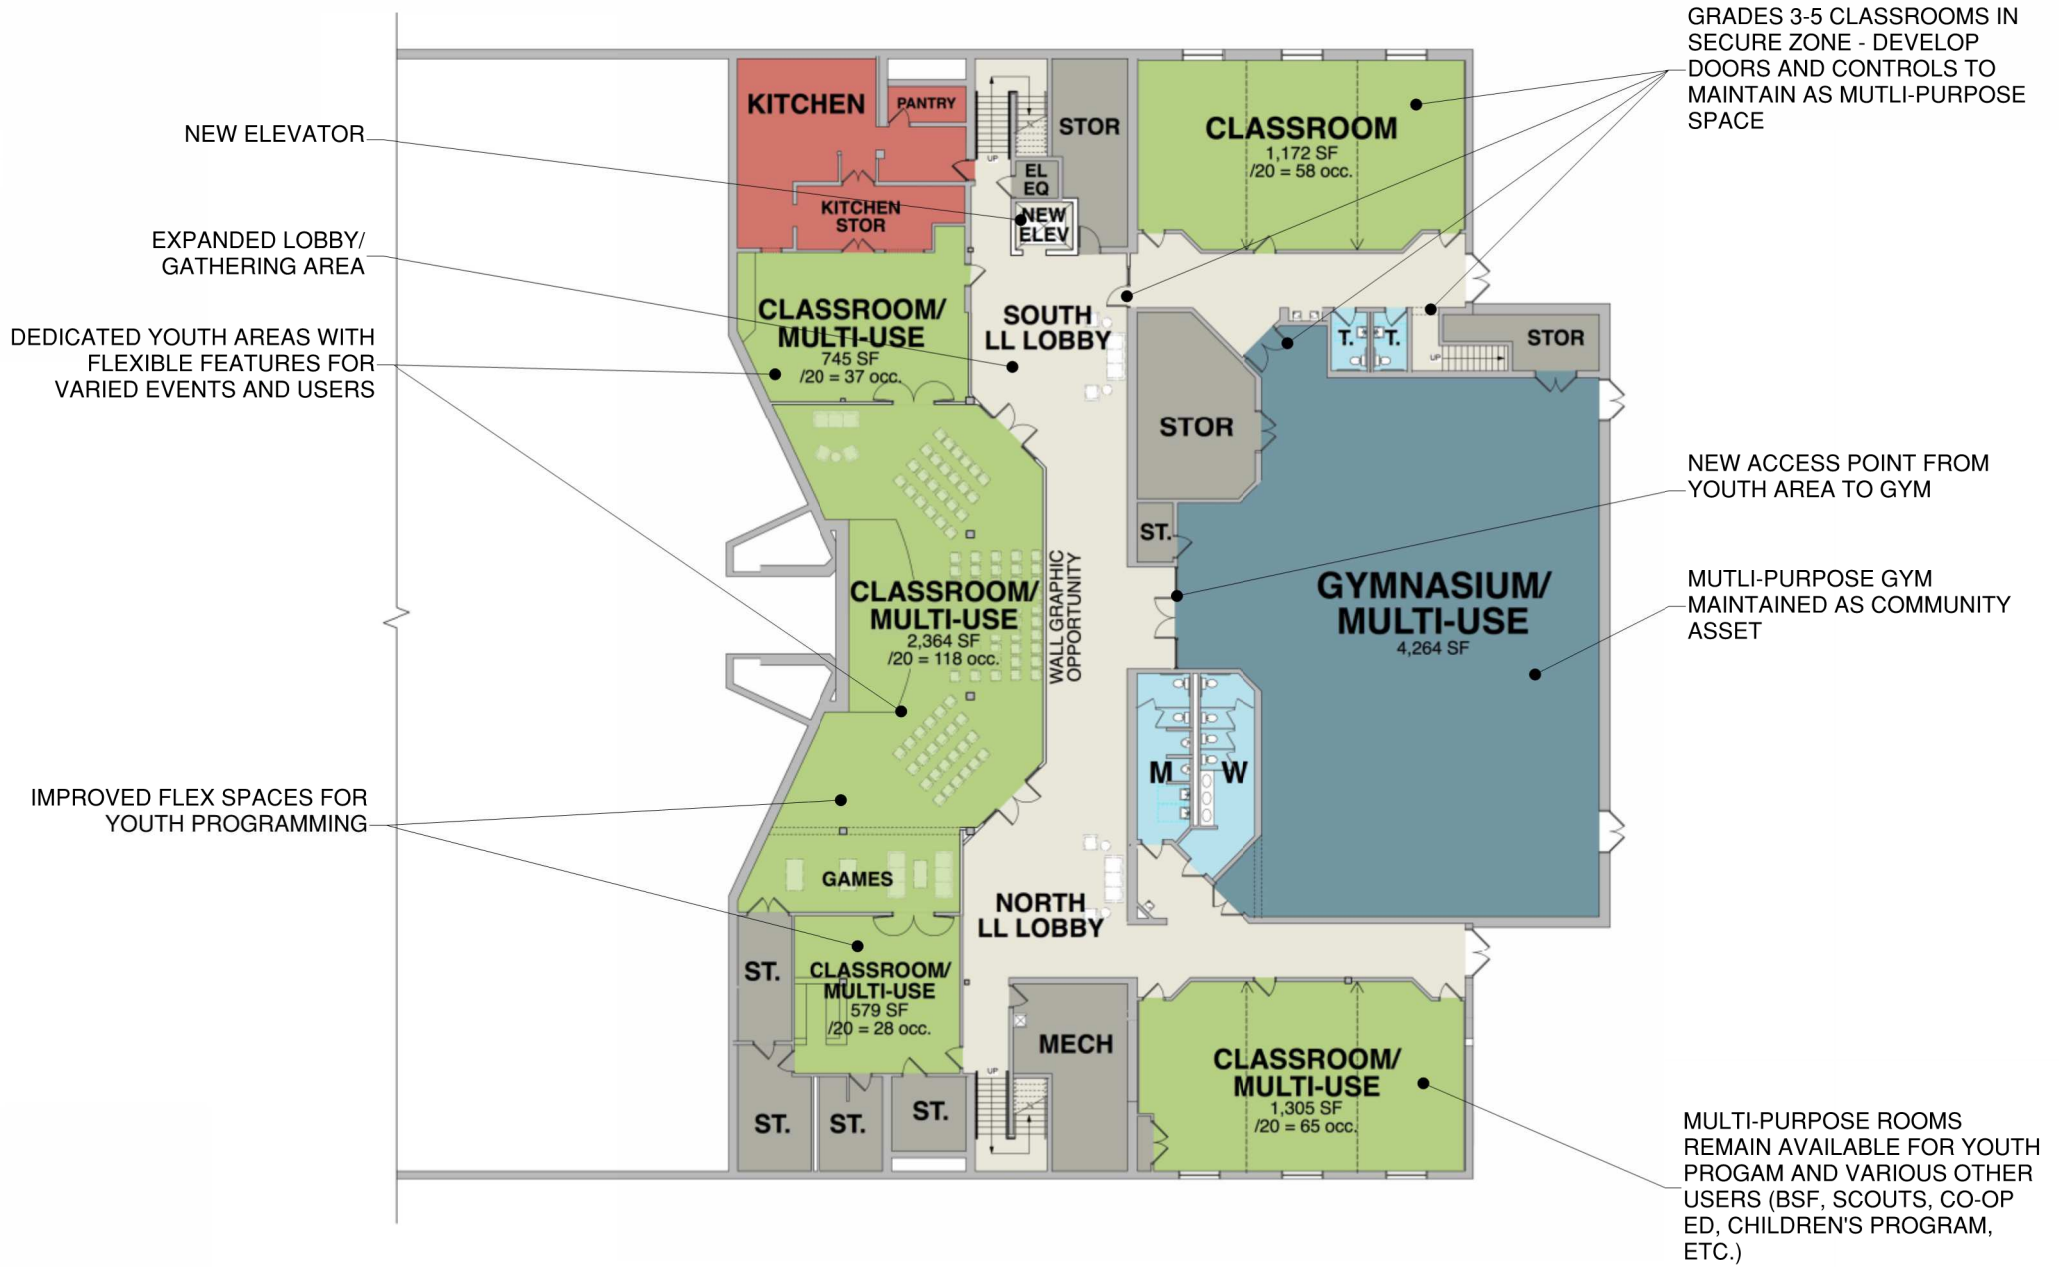 GRADES 3-5 CLASSROOMS IN
SECURE ZONE - DEVELOP
DOORS AND CONTROLS TO
MAINTAIN AS MUTLI-PURPOSE
SPACE
NEW ELEVATOR
EXPANDED LOBBY/
GATHERING AREA
DEDICATED YOUTH AREAS WITH
FLEXIBLE FEATURES FOR
VARIED EVENTS AND USERS
IMPROVED FLEX SPACES FOR
YOUTH PROGRAMMING
KITCHEN
PANTRY
KITCHEN
STOR
UP
STOR
EL
EQ
NEW
ELEV
CLASSROOM
1,172 SF
/20 = 58 occ.
CLASSROOM/
MULTI-USE
745 SF
/20 = 37 occ.
SOUTH
LL LOBBY
T.
T.
UP
STOR
STOR
ST.
CLASSROOM/
MULTI-USE
2,364 SF
/20 = 118 occ.
WALL GRAPHIC
OPPORTUNITY
GYMNASIUM/
MULTI-USE
4,264 SF
M
W
GAMES
NORTH
LL LOBBY
ST.
CLASSROOM/
MULTI-USE
579 SF
/20 = 28 occ.
MECH
UP
ST.
ST.
ST.
CLASSROOM/
MULTI-USE
1,305 SF
/20 = 65 occ.
NEW ACCESS POINT FROM
YOUTH AREA TO GYM
MUTLI-PURPOSE GYM
MAINTAINED AS COMMUNITY
ASSET
MULTI-PURPOSE ROOMS
REMAIN AVAILABLE FOR YOUTH
PROGAM AND VARIOUS OTHER
USERS (BSF, SCOUTS, CO-OP
ED, CHILDREN'S PROGRAM,
ETC.)